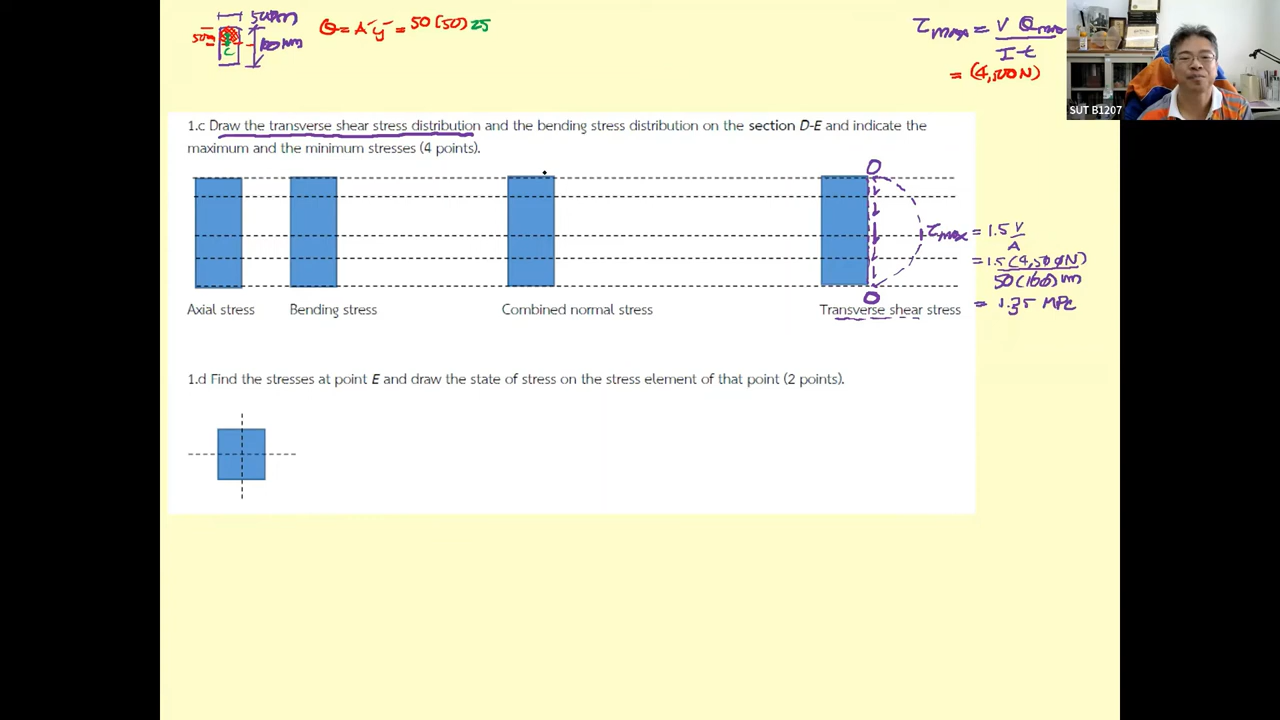 50mm
50mm
100mm
C
Q = A'y' = 50(50) 25
τmax = V Qmax
I t
= (4,500N)
SUT B1207
1.c Draw the transverse shear stress distribution and the bending stress distribution on the section D-E and indicate the
maximum and the minimum stresses (4 points).
0
τmax = 1.5 V
A
= 1.5 (4,500N)
50(100) mm
0
= 1.35 MPa
Axial stress
Bending stress
Combined normal stress
Transverse shear stress
1.d Find the stresses at point E and draw the state of stress on the stress element of that point (2 points).